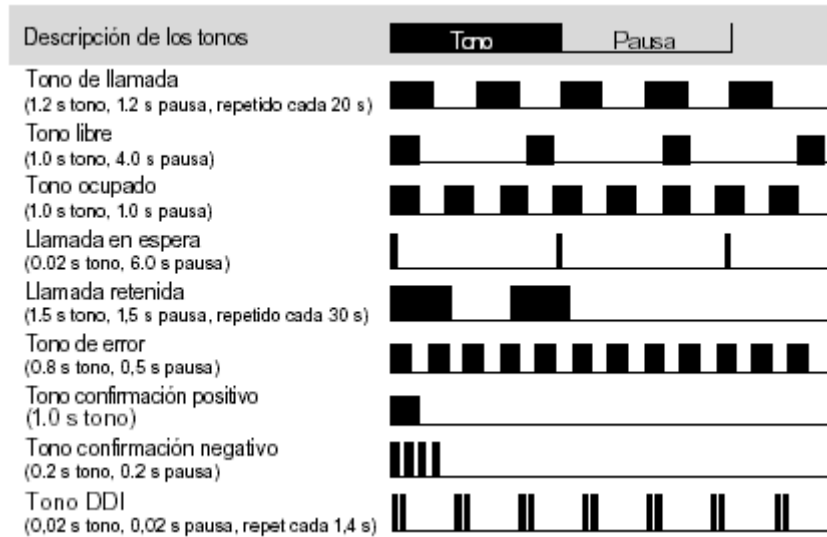 Descripción de los tonos Tono Pausa
Tono de llamada
(1.2 s tono, 1.2 s pausa, repetido cada 20 s)
Tono libre
(1.0 s tono, 4.0 s pausa)
Tono ocupado
(1.0 s tono, 1.0 s pausa)
Llamada en espera
(0.02 s tono, 6.0 s pausa)
Llamada retenida
(1.5 s tono, 1,5 s pausa, repetido cada 30 s)
Tono de error
(0.8 s tono, 0,5 s pausa)
Tono confirmación positivo
(1.0 s tono)
Tono confirmación negativo
(0.2 s tono, 0.2 s pausa)
Tono DDI
(0,02 s tono, 0,02 s pausa, repet cada 1,4 s)